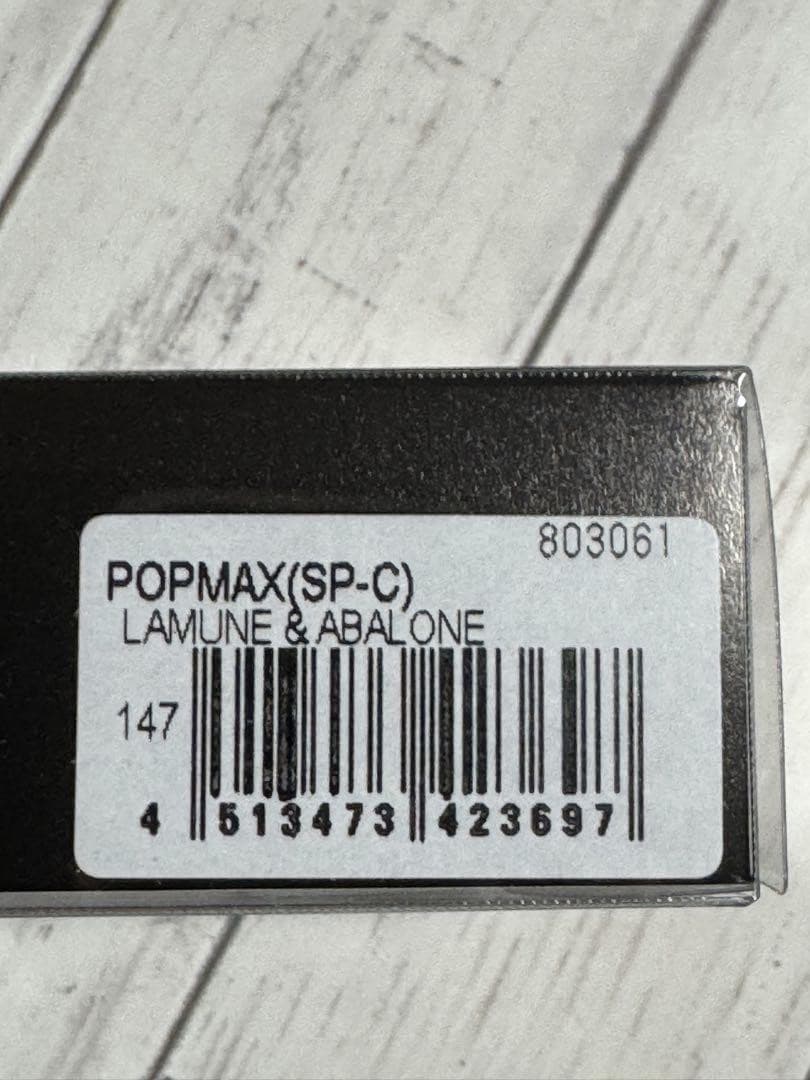 803061
POPMAX(SP-C)
LAMUNE & ABALONE
147
4 513473 423697